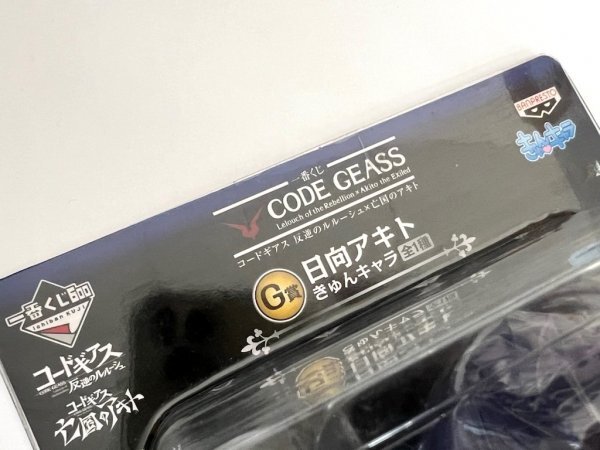 BANPRESTO
きゅんキャラ
一番くじ
CODE GEASS
Lelouch of the Rebellion × Akito the Exiled
コードギアス 反逆のルルーシュ×亡国のアキト
G賞
日向アキト
きゅんキャラ 全1種
一番くじ
Ichiban KUJI
コードギアス
CODE GEASS
反逆のルルーシュ
コードギアス
亡国のアキト